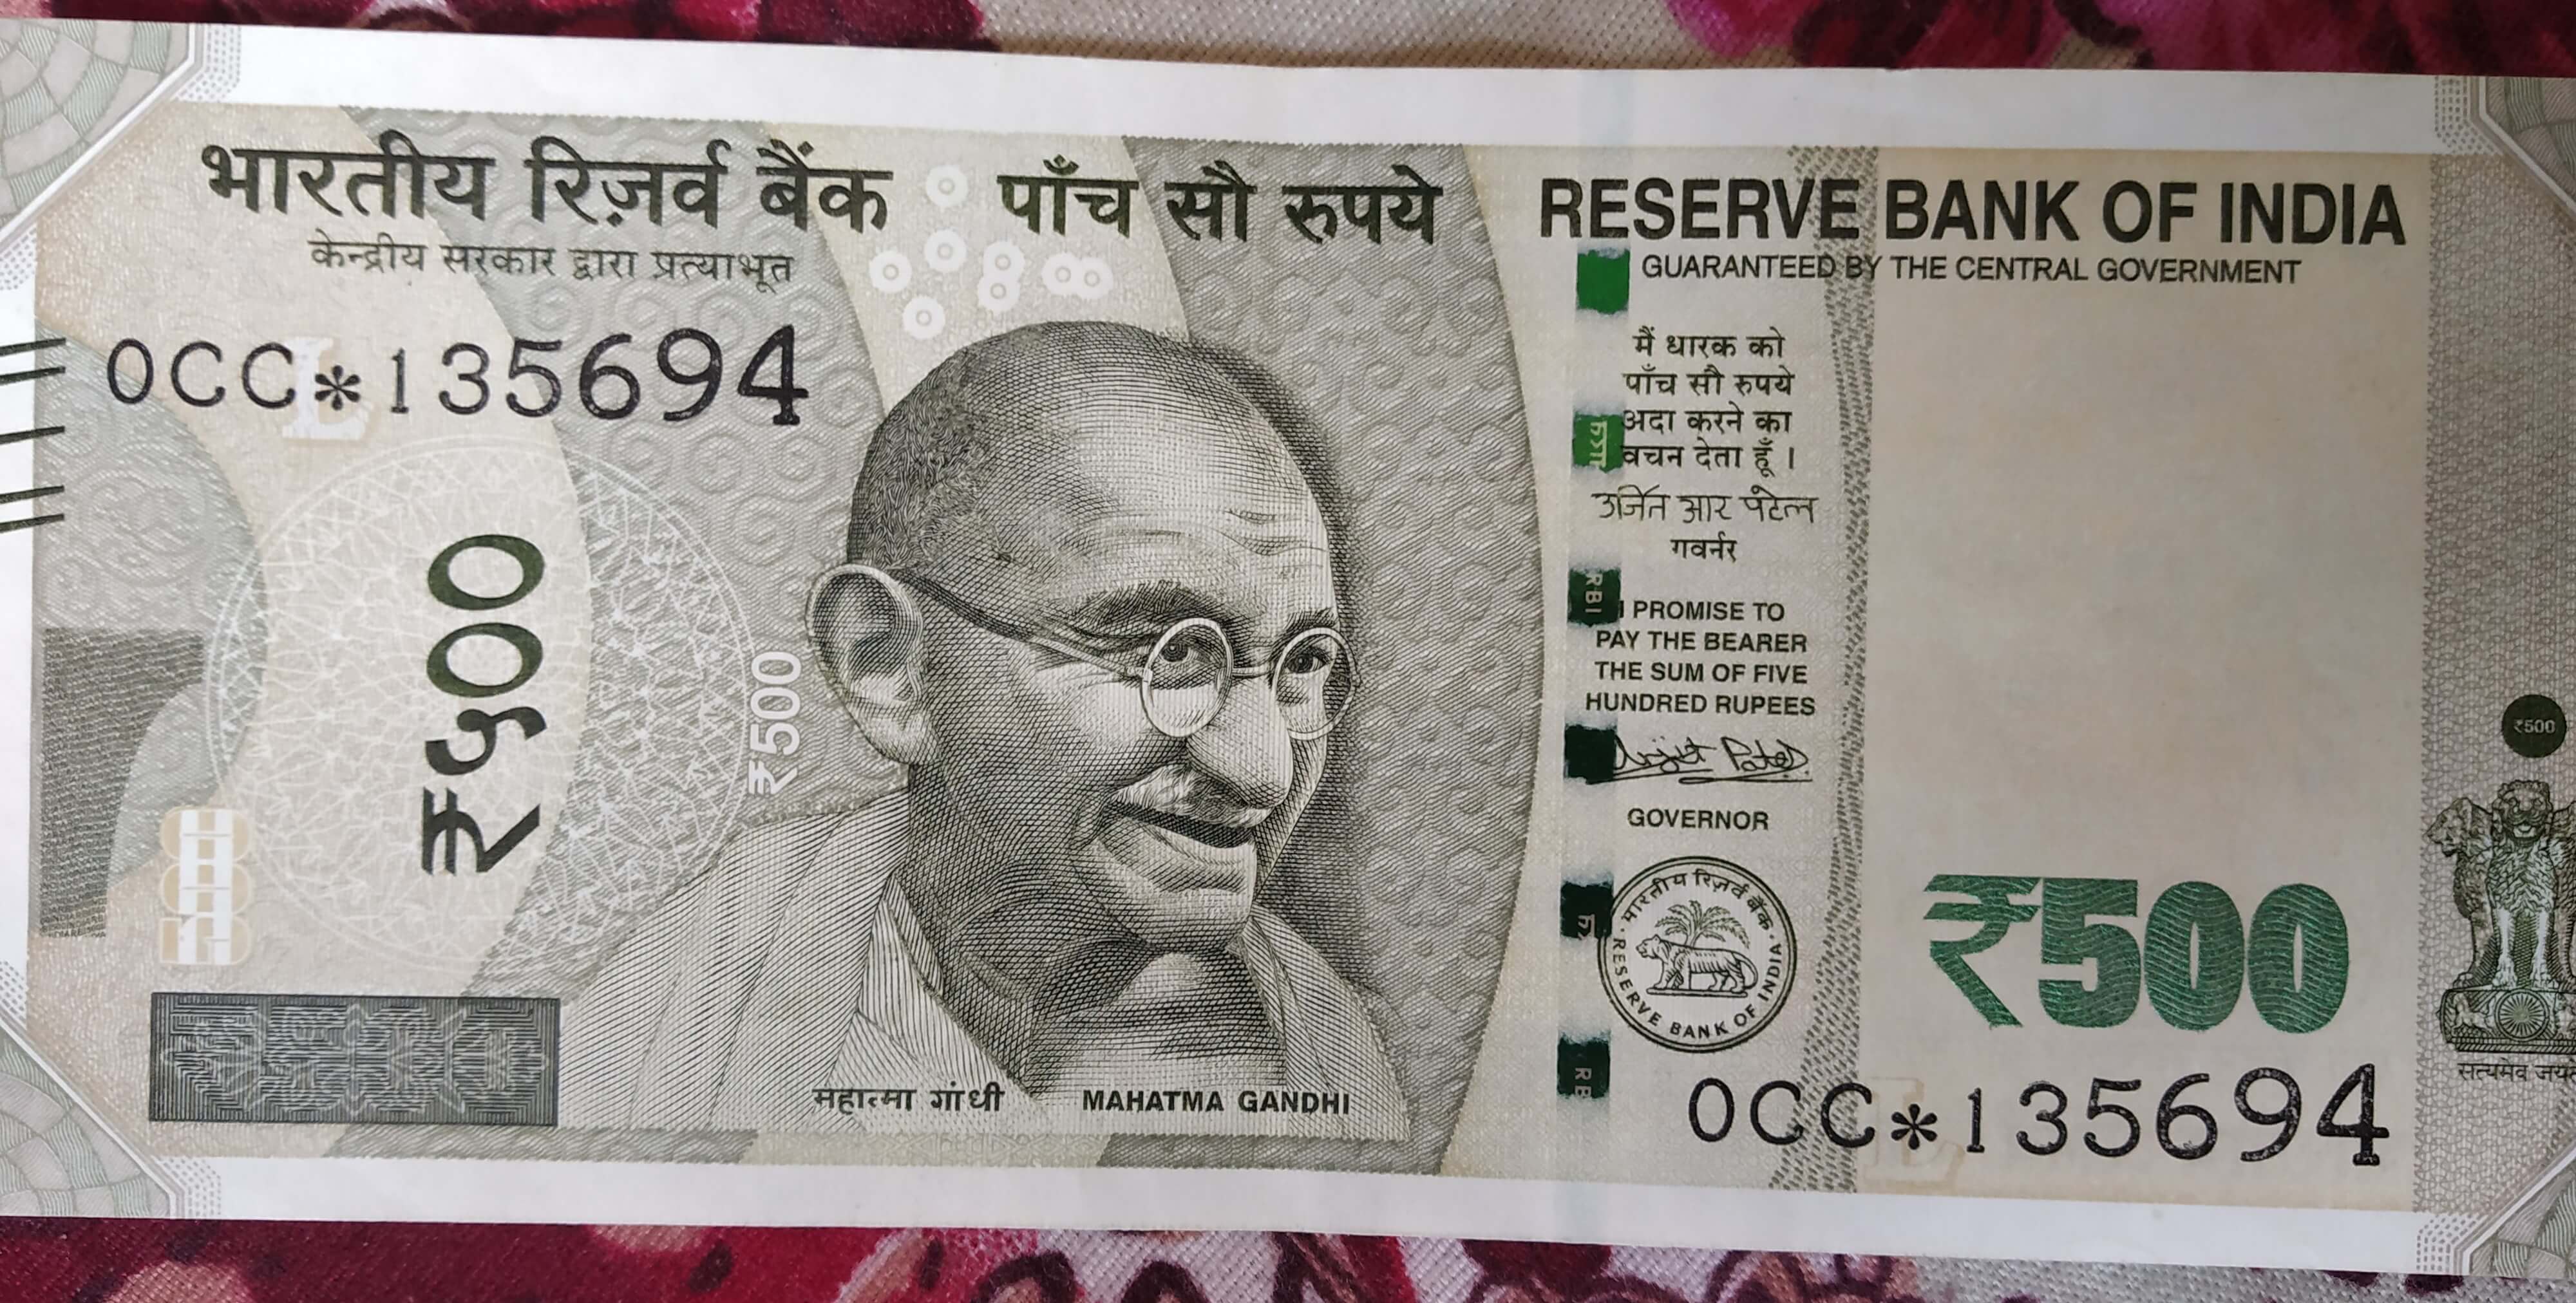 भारतीय रिज़र्व बैंक
केन्द्रीय सरकार द्वारा प्रत्याभूत
पाँच सौ रुपये
RESERVE BANK OF INDIA
GUARANTEED BY THE CENTRAL GOVERNMENT
0CC*135694
L
₹५००
₹500
मैं धारक को
पाँच सौ रुपये
अदा करने का
वचन देता हूँ ।
उर्जित आर पटेल
गवर्नर
I PROMISE TO
PAY THE BEARER
THE SUM OF FIVE
HUNDRED RUPEES
Urjit Patel
GOVERNOR
RBI
भारतीय रिज़र्व बैंक
RESERVE BANK OF INDIA
₹500
₹500
सत्यमेव जयते
महात्मा गांधी
MAHATMA GANDHI
0CC*135694
L